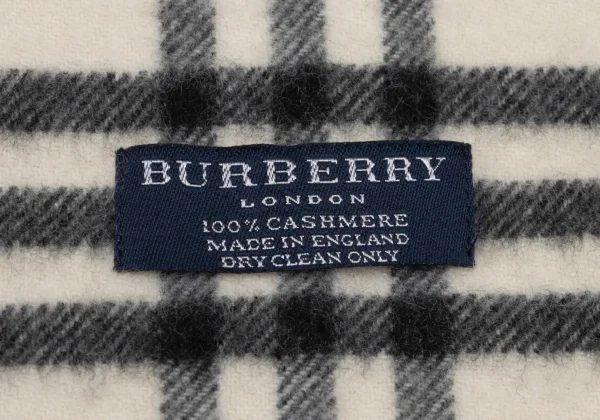 BURBERRY
LONDON
100% CASHMERE
MADE IN ENGLAND
DRY CLEAN ONLY